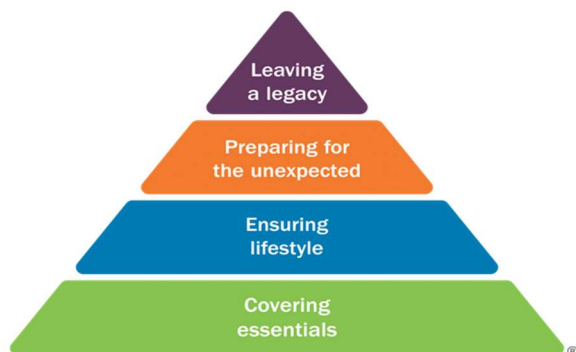 Leaving
a legacy
Preparing for
the unexpected
Ensuring
lifestyle
Covering
essentials
®